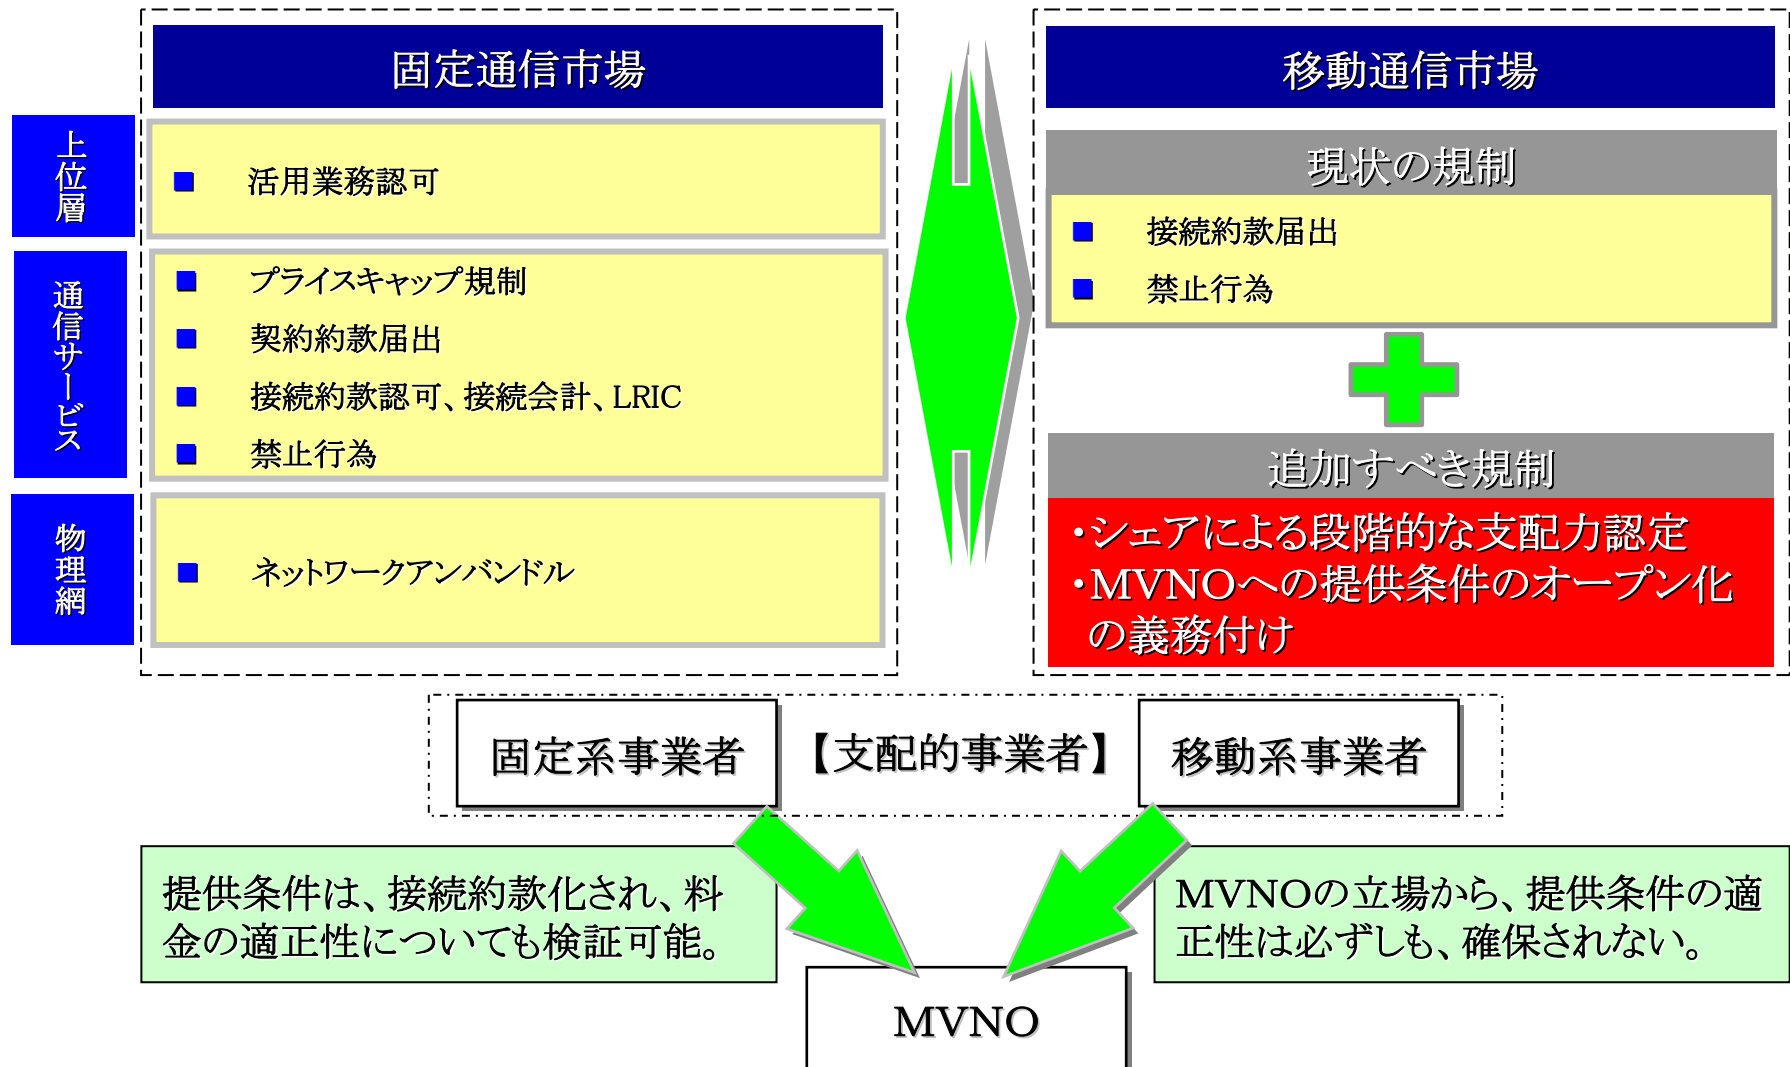 固定通信市場
上位層
■ 活用業務認可
通信サービス
■ プライスキャップ規制
■ 契約約款届出
■ 接続約款認可、接続会計、LRIC
■ 禁止行為
物理網
■ ネットワークアンバンドル
移動通信市場
現状の規制
■ 接続約款届出
■ 禁止行為
追加すべき規制
・シェアによる段階的な支配力認定
・MVNOへの提供条件のオープン化
の義務付け
固定系事業者
【支配的事業者】
移動系事業者
提供条件は、接続約款化され、料
金の適正性についても検証可能。
MVNOの立場から、提供条件の適
正性は必ずしも、確保されない。
MVNO